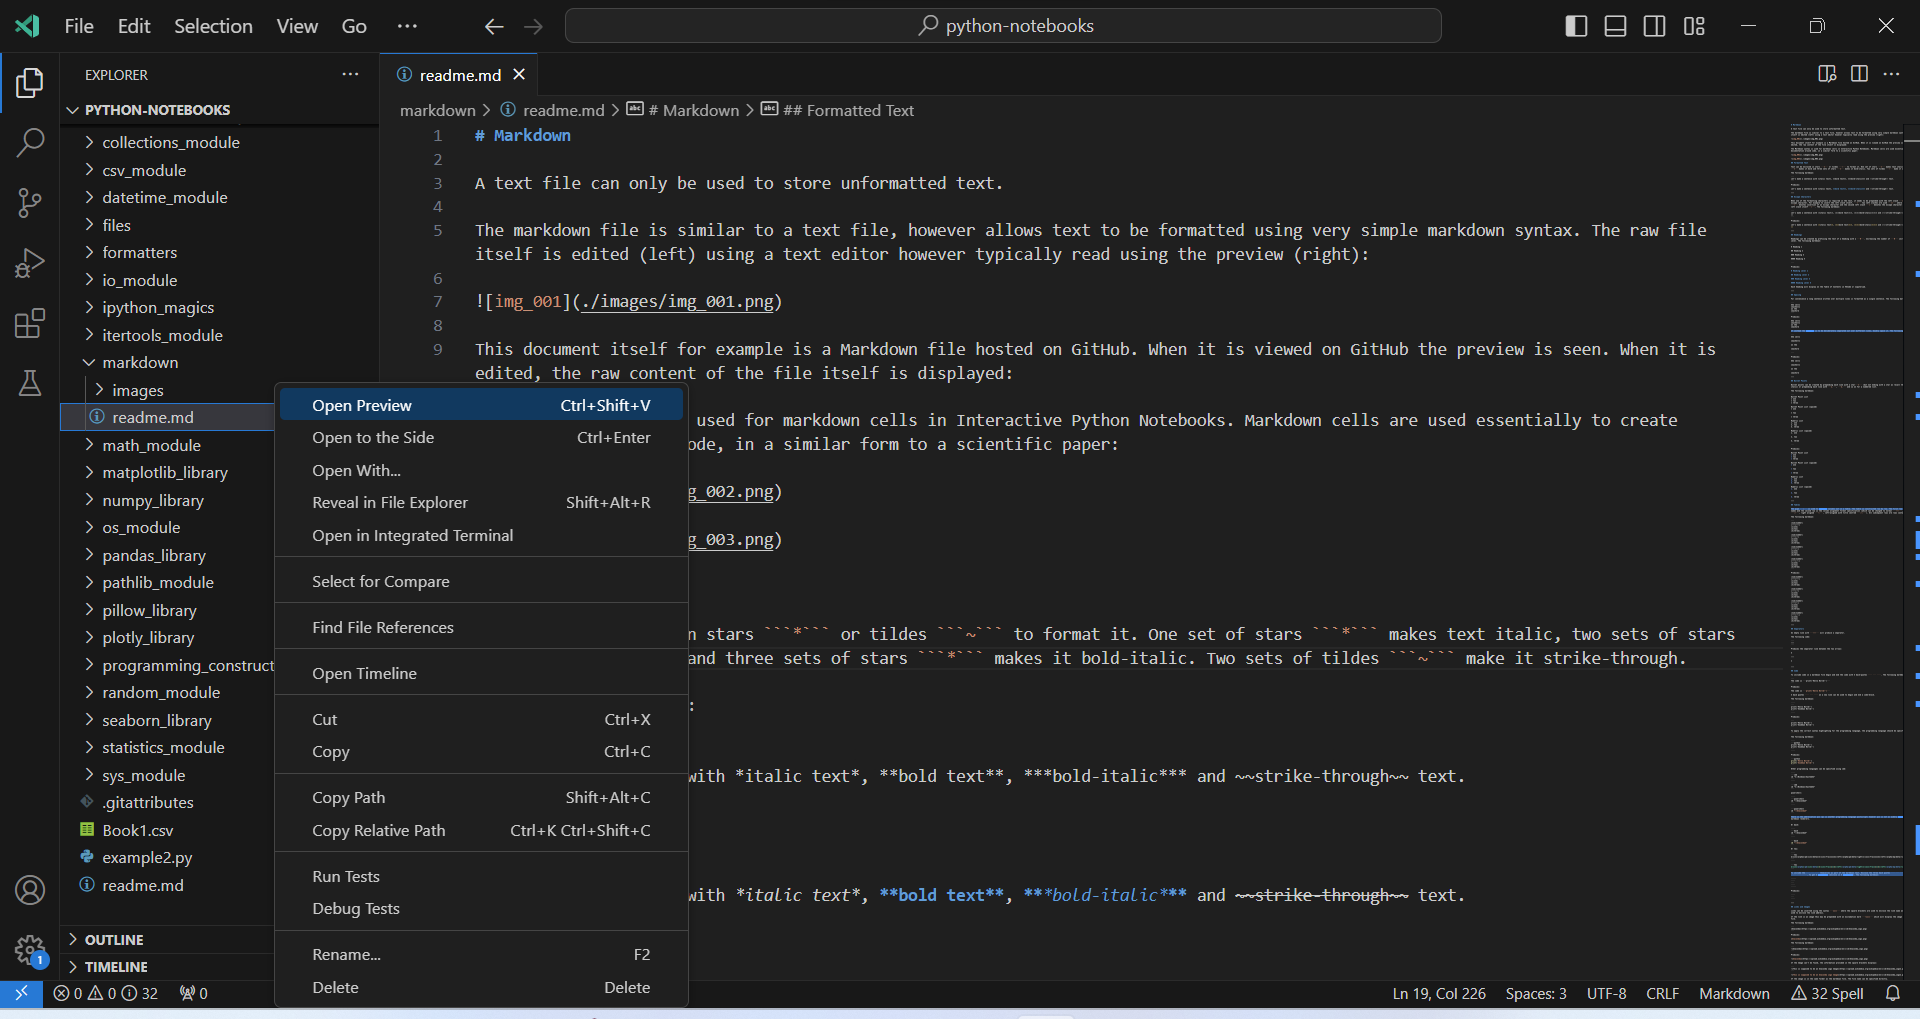 File Edit Selection View Go ···
python-notebooks
EXPLORER ···
readme.md
PYTHON-NOTEBOOKS
markdown > readme.md > # Markdown > ## Formatted Text
collections_module
csv_module
datetime_module
files
formatters
io_module
ipython_magics
itertools_module
markdown
images
readme.md
math_module
matplotlib_library
numpy_library
os_module
pandas_library
pathlib_module
pillow_library
plotly_library
programming_construct
random_module
seaborn_library
statistics_module
sys_module
.gitattributes
Book1.csv
example2.py
readme.md
OUTLINE
TIMELINE
1 # Markdown
2
3 A text file can only be used to store unformatted text.
4
5 The markdown file is similar to a text file, however allows text to be formatted using very simple markdown syntax. The raw file
itself is edited (left) using a text editor however typically read using the preview (right):
6
7 ![img_001](./images/img_001.png)
8
9 This document itself for example is a Markdown file hosted on GitHub. When it is viewed on GitHub the preview is seen. When it is
edited, the raw content of the file itself is displayed:
used for markdown cells in Interactive Python Notebooks. Markdown cells are used essentially to create
ode, in a similar form to a scientific paper:
g_002.png)
g_003.png)
n stars ```*``` or tildes ```~``` to format it. One set of stars ```*``` makes text italic, two sets of stars
and three sets of stars ```*``` makes it bold-italic. Two sets of tildes ```~``` make it strike-through.
:
with *italic text*, **bold text**, ***bold-italic*** and ~~strike-through~~ text.
with *italic text*, **bold text**, ***bold-italic*** and ~~strike-through~~ text.
Open Preview Ctrl+Shift+V
Open to the Side Ctrl+Enter
Open With...
Reveal in File Explorer Shift+Alt+R
Open in Integrated Terminal
Select for Compare
Find File References
Open Timeline
Cut Ctrl+X
Copy Ctrl+C
Copy Path Shift+Alt+C
Copy Relative Path Ctrl+K Ctrl+Shift+C
Run Tests
Debug Tests
Rename... F2
Delete Delete
1
0 0 32 0
Ln 19, Col 226 Spaces: 3 UTF-8 CRLF Markdown 32 Spell